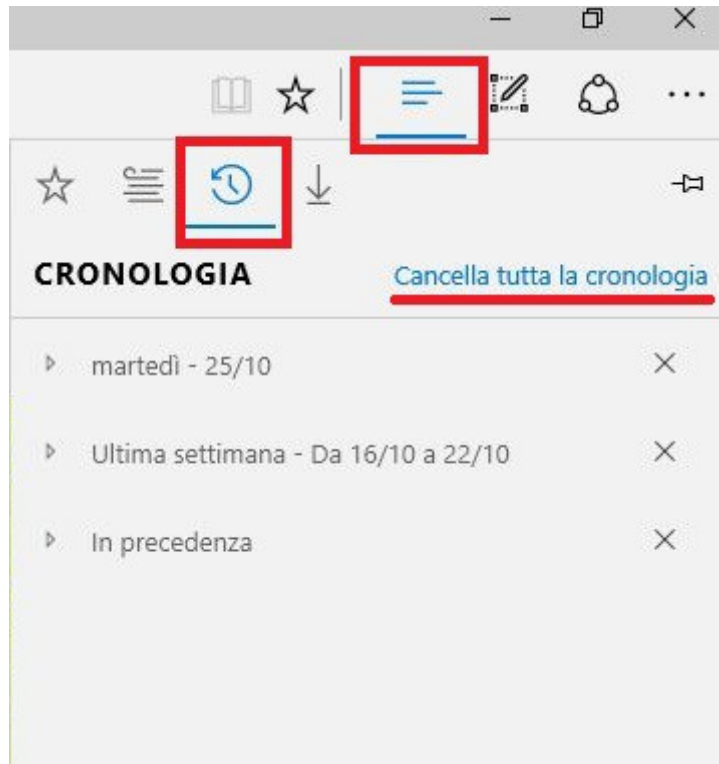 CRONOLOGIA
Cancella tutta la cronologia
martedì - 25/10
Ultima settimana - Da 16/10 a 22/10
In precedenza